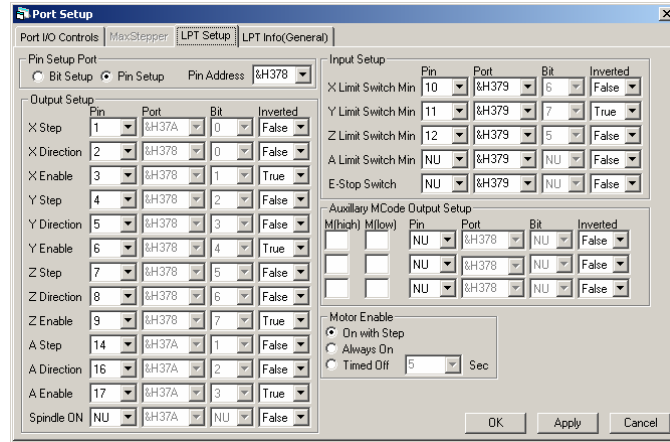 Port Setup
Port I/O Controls MaxStepper LPT Setup LPT Info(General)
Pin Setup Port
Bit Setup Pin Setup Pin Address &H378
Output Setup
Pin Port Bit Inverted
X Step 1 &H37A 0 False
X Direction 2 &H378 0 False
X Enable 3 &H378 1 True
Y Step 4 &H378 2 False
Y Direction 5 &H378 3 False
Y Enable 6 &H378 4 True
Z Step 7 &H378 5 False
Z Direction 8 &H378 6 False
Z Enable 9 &H378 7 True
A Step 14 &H37A 1 False
A Direction 16 &H37A 2 False
A Enable 17 &H37A 3 True
Spindle ON NU &H37A NU False
Input Setup
Pin Port Bit Inverted
X Limit Switch Min 10 &H379 6 False
Y Limit Switch Min 11 &H379 7 True
Z Limit Switch Min 12 &H379 5 False
A Limit Switch Min NU &H379 NU False
E-Stop Switch NU &H379 NU False
Auxillary MCode Output Setup
M(high) M(low) Pin Port Bit Inverted
NU &H378 NU False
NU &H378 NU False
NU &H378 NU False
Motor Enable
On with Step
Always On
Timed Off 5 Sec
OK Apply Cancel